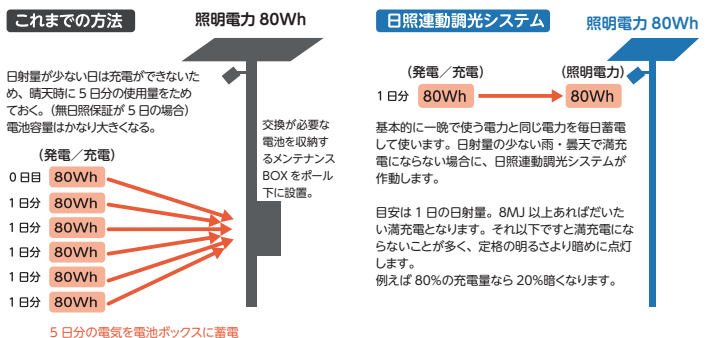 これまでの方法
照明電力 80Wh
日射量が少ない日は充電ができないた
め、晴天時に 5 日分の使用量をため
ておく。(無日照保証が 5 日の場合)
電池容量はかなり大きくなる。
(発電／充電)
0 日目 80Wh
1 日分 80Wh
1 日分 80Wh
1 日分 80Wh
1 日分 80Wh
1 日分 80Wh
交換が必要な
電池を収納す
るメンテナンス
BOX をポール
下に設置。
5 日分の電気を電池ボックスに蓄電
日照連動調光システム
照明電力 80Wh
(発電／充電)
(照明電力)
1 日分 80Wh 80Wh
基本的に一晩で使う電力と同じ電力を毎日蓄電
して使います。日射量の少ない雨・曇天で満充
電にならない場合に、日照連動調光システムが
作動します。
目安は 1 日の日射量。8MJ 以上あればだいた
い満充電となります。それ以下ですと満充電にな
らないことが多く、定格の明るさより暗めに点灯
します。
例えば 80%の充電量なら 20%暗くなります。